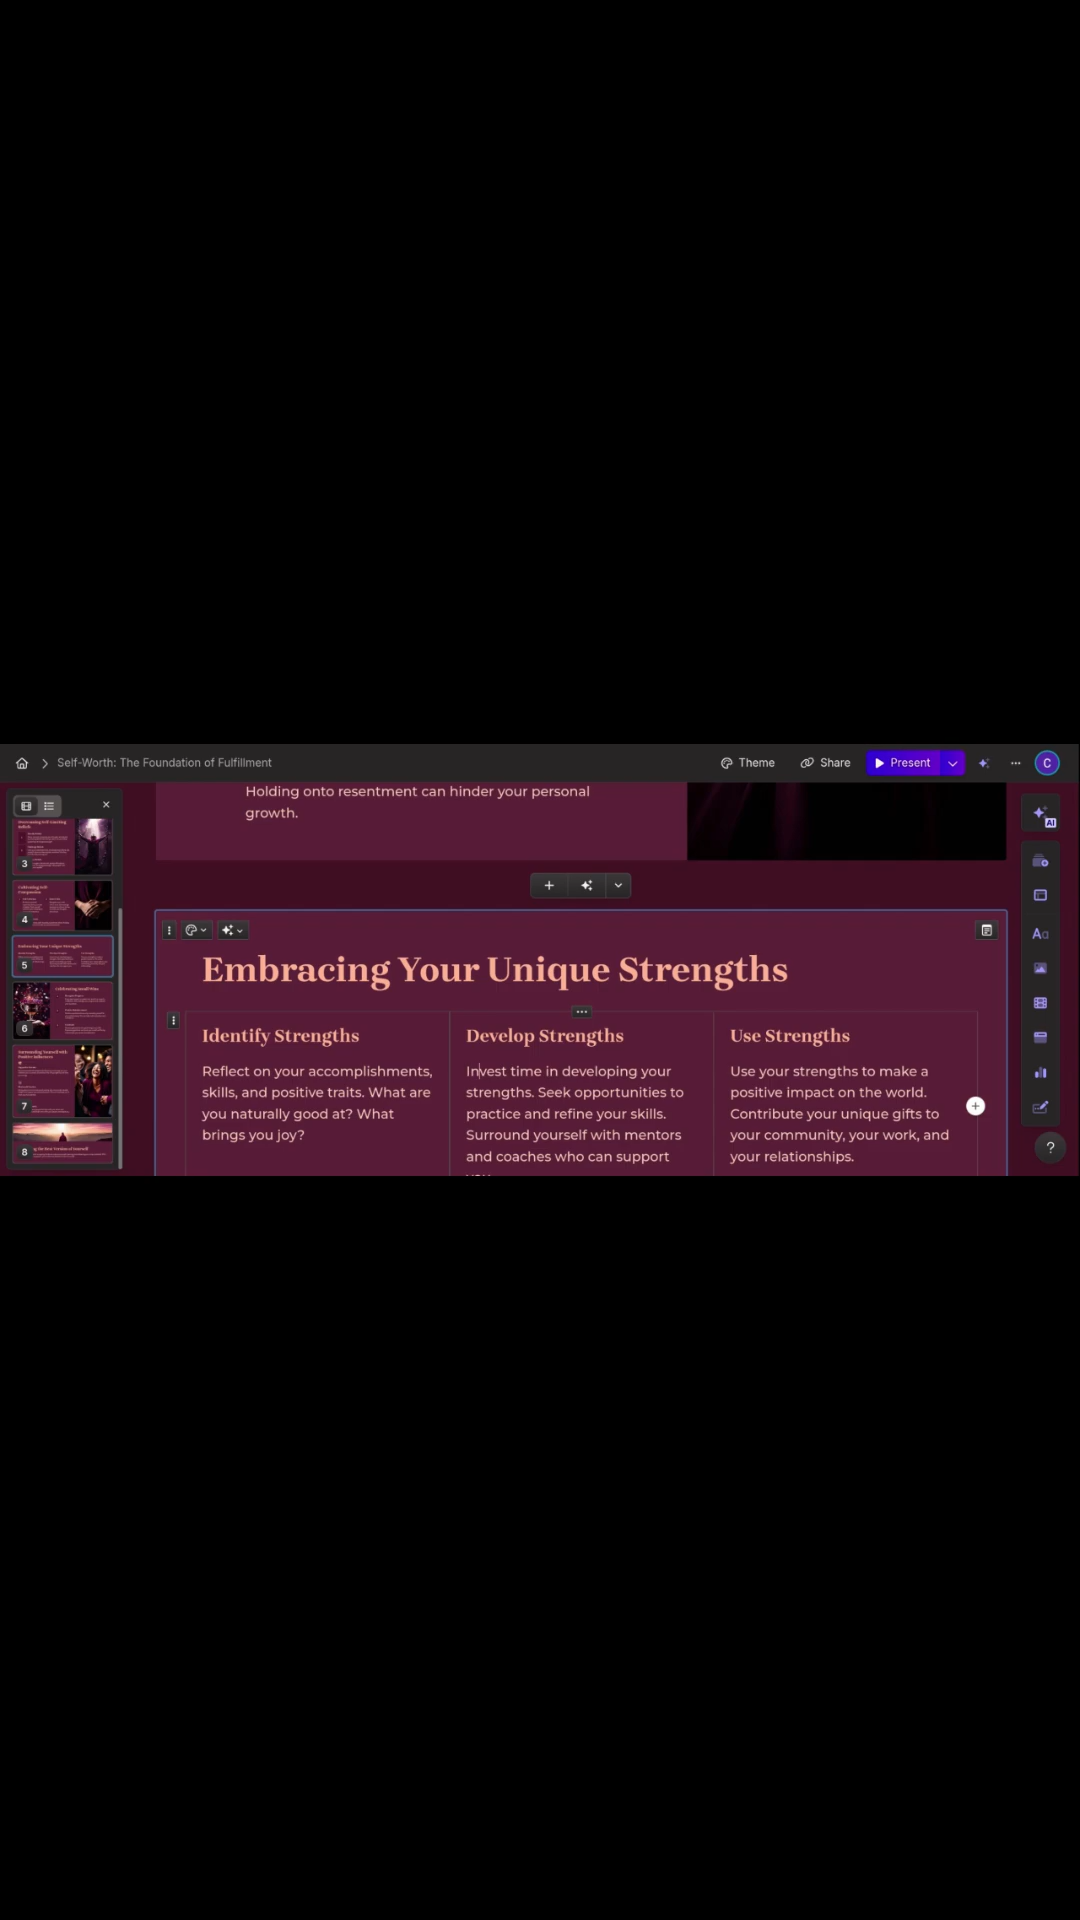 Self-Worth: The Foundation of Fulfillment
Theme
Share
Present
C
Holding onto resentment can hinder your personal
growth.
AI
Aa
3
4
5
6
7
8
Embracing Your Unique Strengths
Identify Strengths
Reflect on your accomplishments,
skills, and positive traits. What are
you naturally good at? What
brings you joy?
Develop Strengths
Invest time in developing your
strengths. Seek opportunities to
practice and refine your skills.
Surround yourself with mentors
and coaches who can support
Use Strengths
Use your strengths to make a
positive impact on the world.
Contribute your unique gifts to
your community, your work, and
your relationships.
?